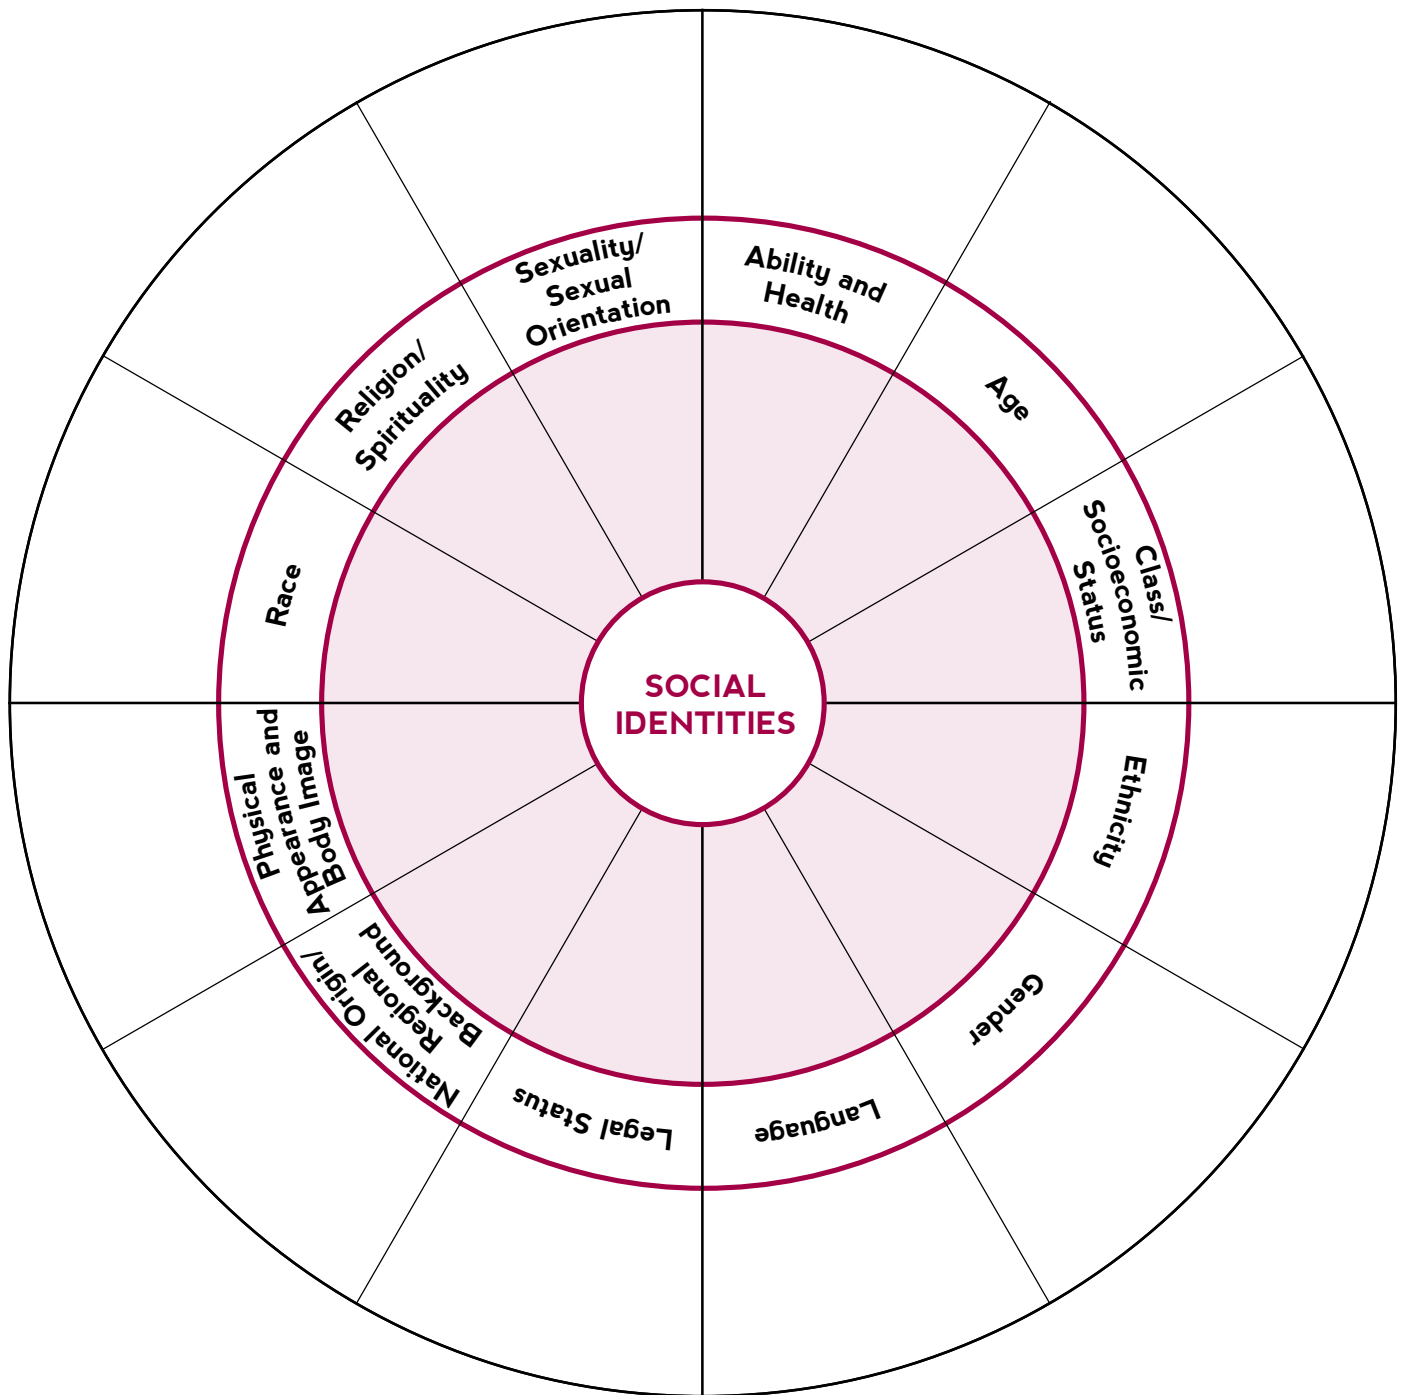 SOCIAL
IDENTITIES
Ability and
Health
Age
Class/
Socioeconomic
Status
Ethnicity
Gender
Language
Legal Status
National Origin/
Regional
Background
Physical
Appearance and
Body Image
Race
Religion/
Spirituality
Sexuality/
Sexual
Orientation